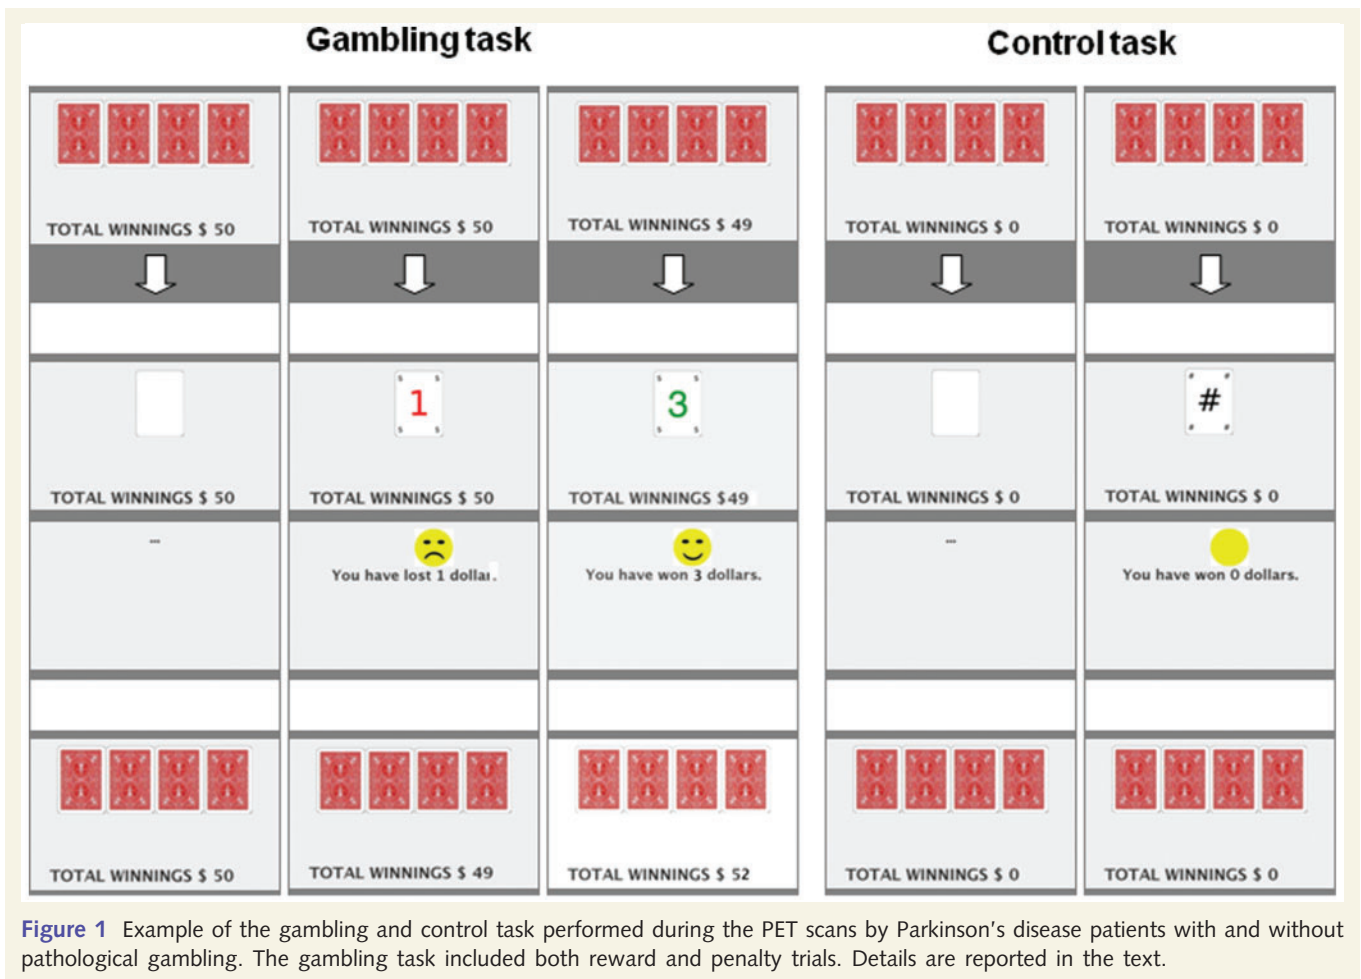 Gambling task
Control task
TOTAL WINNINGS $ 50
TOTAL WINNINGS $ 50
TOTAL WINNINGS $ 49
TOTAL WINNINGS $ 0
TOTAL WINNINGS $ 0
1
3
#
TOTAL WINNINGS $ 50
TOTAL WINNINGS $ 50
TOTAL WINNINGS $49
TOTAL WINNINGS $ 0
TOTAL WINNINGS $ 0
You have lost 1 dollar.
You have won 3 dollars.
You have won 0 dollars.
TOTAL WINNINGS $ 50
TOTAL WINNINGS $ 49
TOTAL WINNINGS $ 52
TOTAL WINNINGS $ 0
TOTAL WINNINGS $ 0
Figure 1 Example of the gambling and control task performed during the PET scans by Parkinson's disease patients with and without
pathological gambling. The gambling task included both reward and penalty trials. Details are reported in the text.